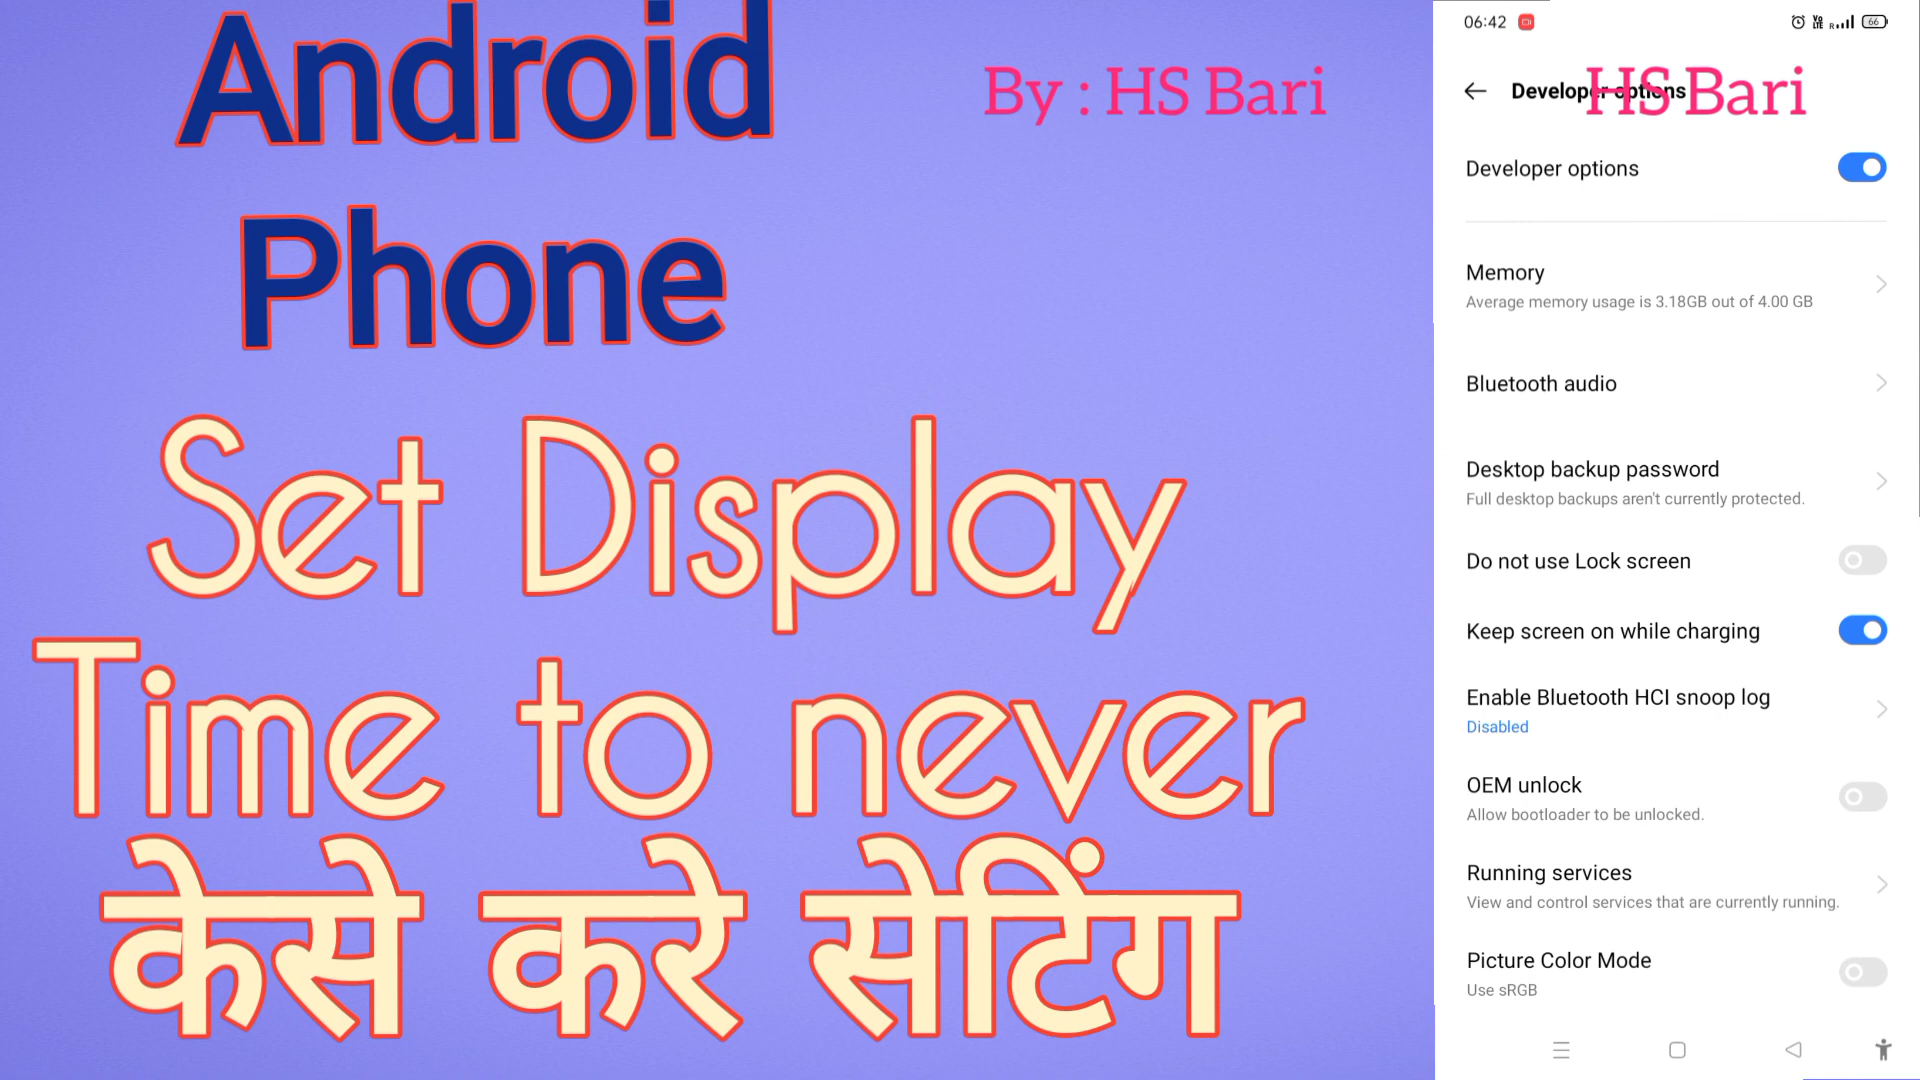 Android
Phone
By : HS Bari
Set Display
Time to never
केसे करे सेटिंग
06:42
66
Developer options
HS Bari
Developer options
Memory
Average memory usage is 3.18GB out of 4.00 GB
Bluetooth audio
Desktop backup password
Full desktop backups aren't currently protected.
Do not use Lock screen
Keep screen on while charging
Enable Bluetooth HCI snoop log
Disabled
OEM unlock
Allow bootloader to be unlocked.
Running services
View and control services that are currently running.
Picture Color Mode
Use sRGB